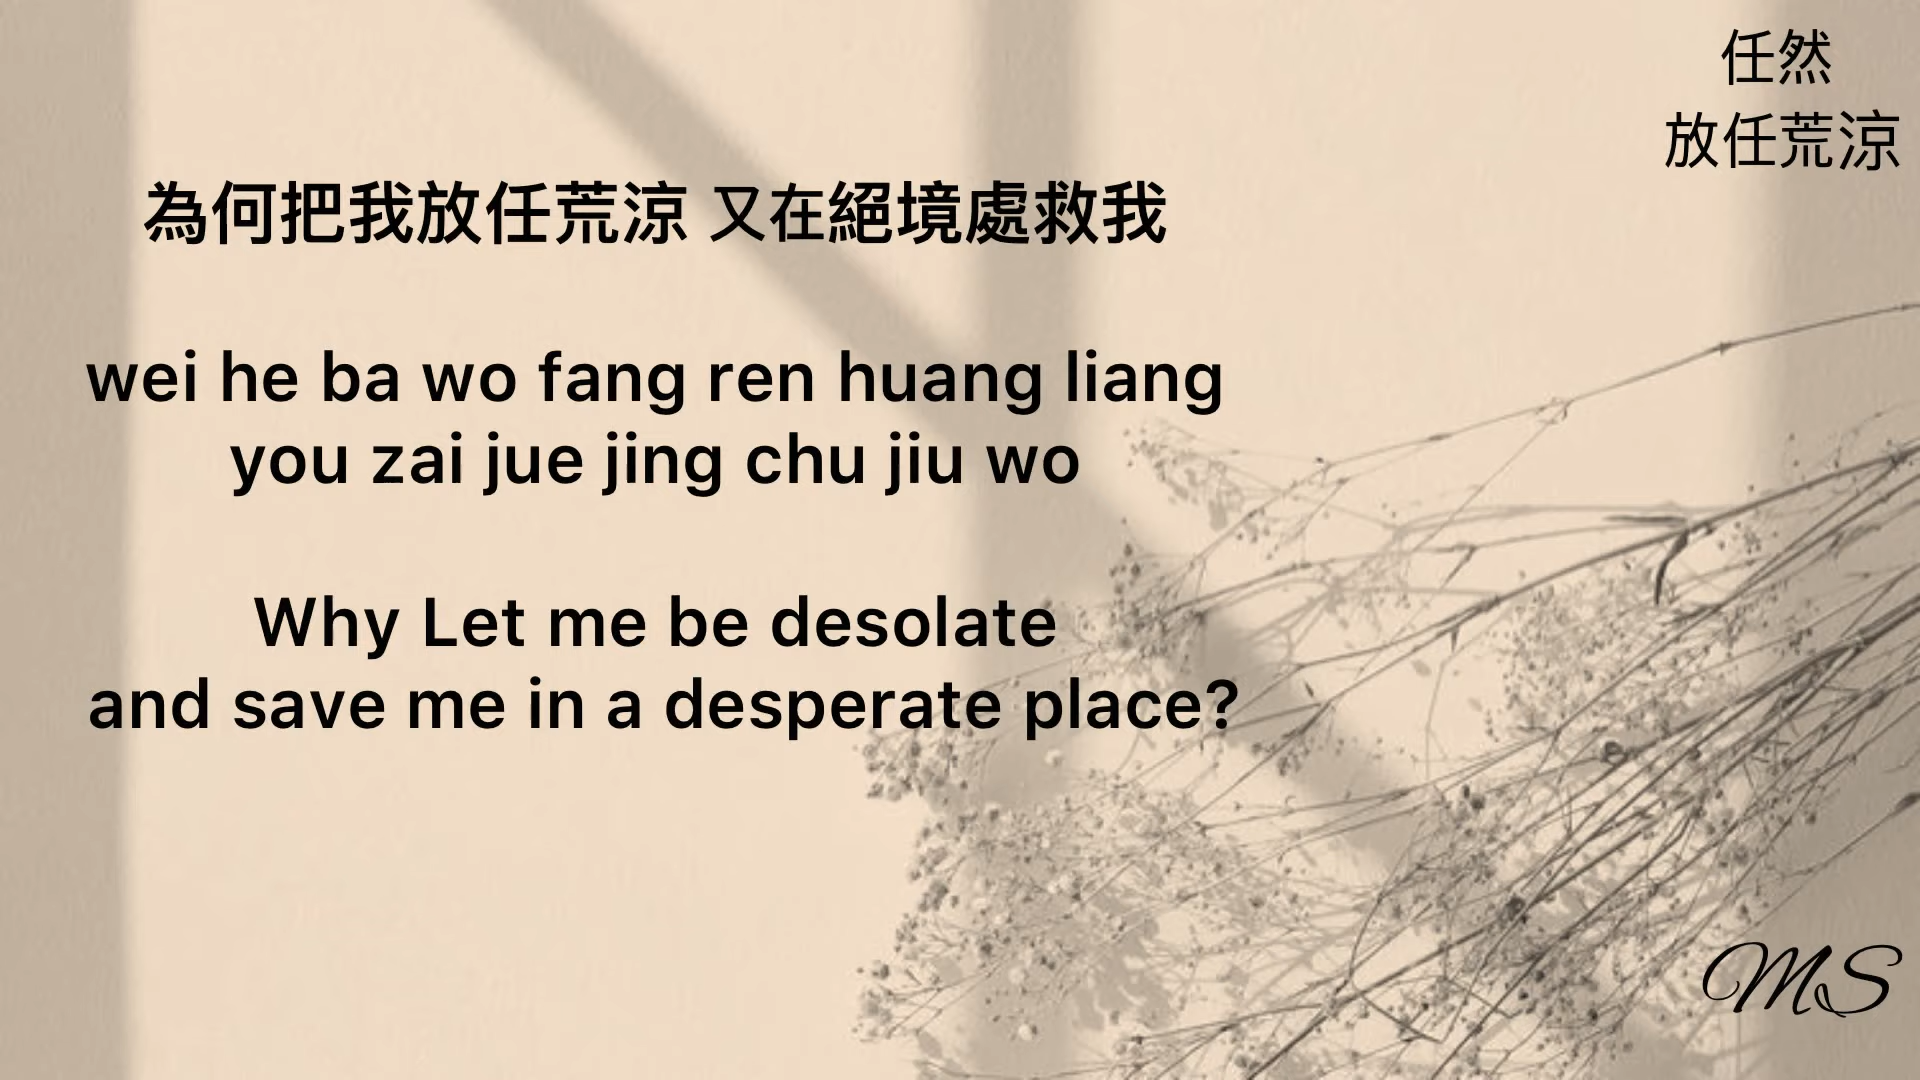 任然
放任荒涼
為何把我放任荒涼 又在絕境處救我
wei he ba wo fang ren huang liang
you zai jue jing chu jiu wo
Why Let me be desolate
and save me in a desperate place?
MS